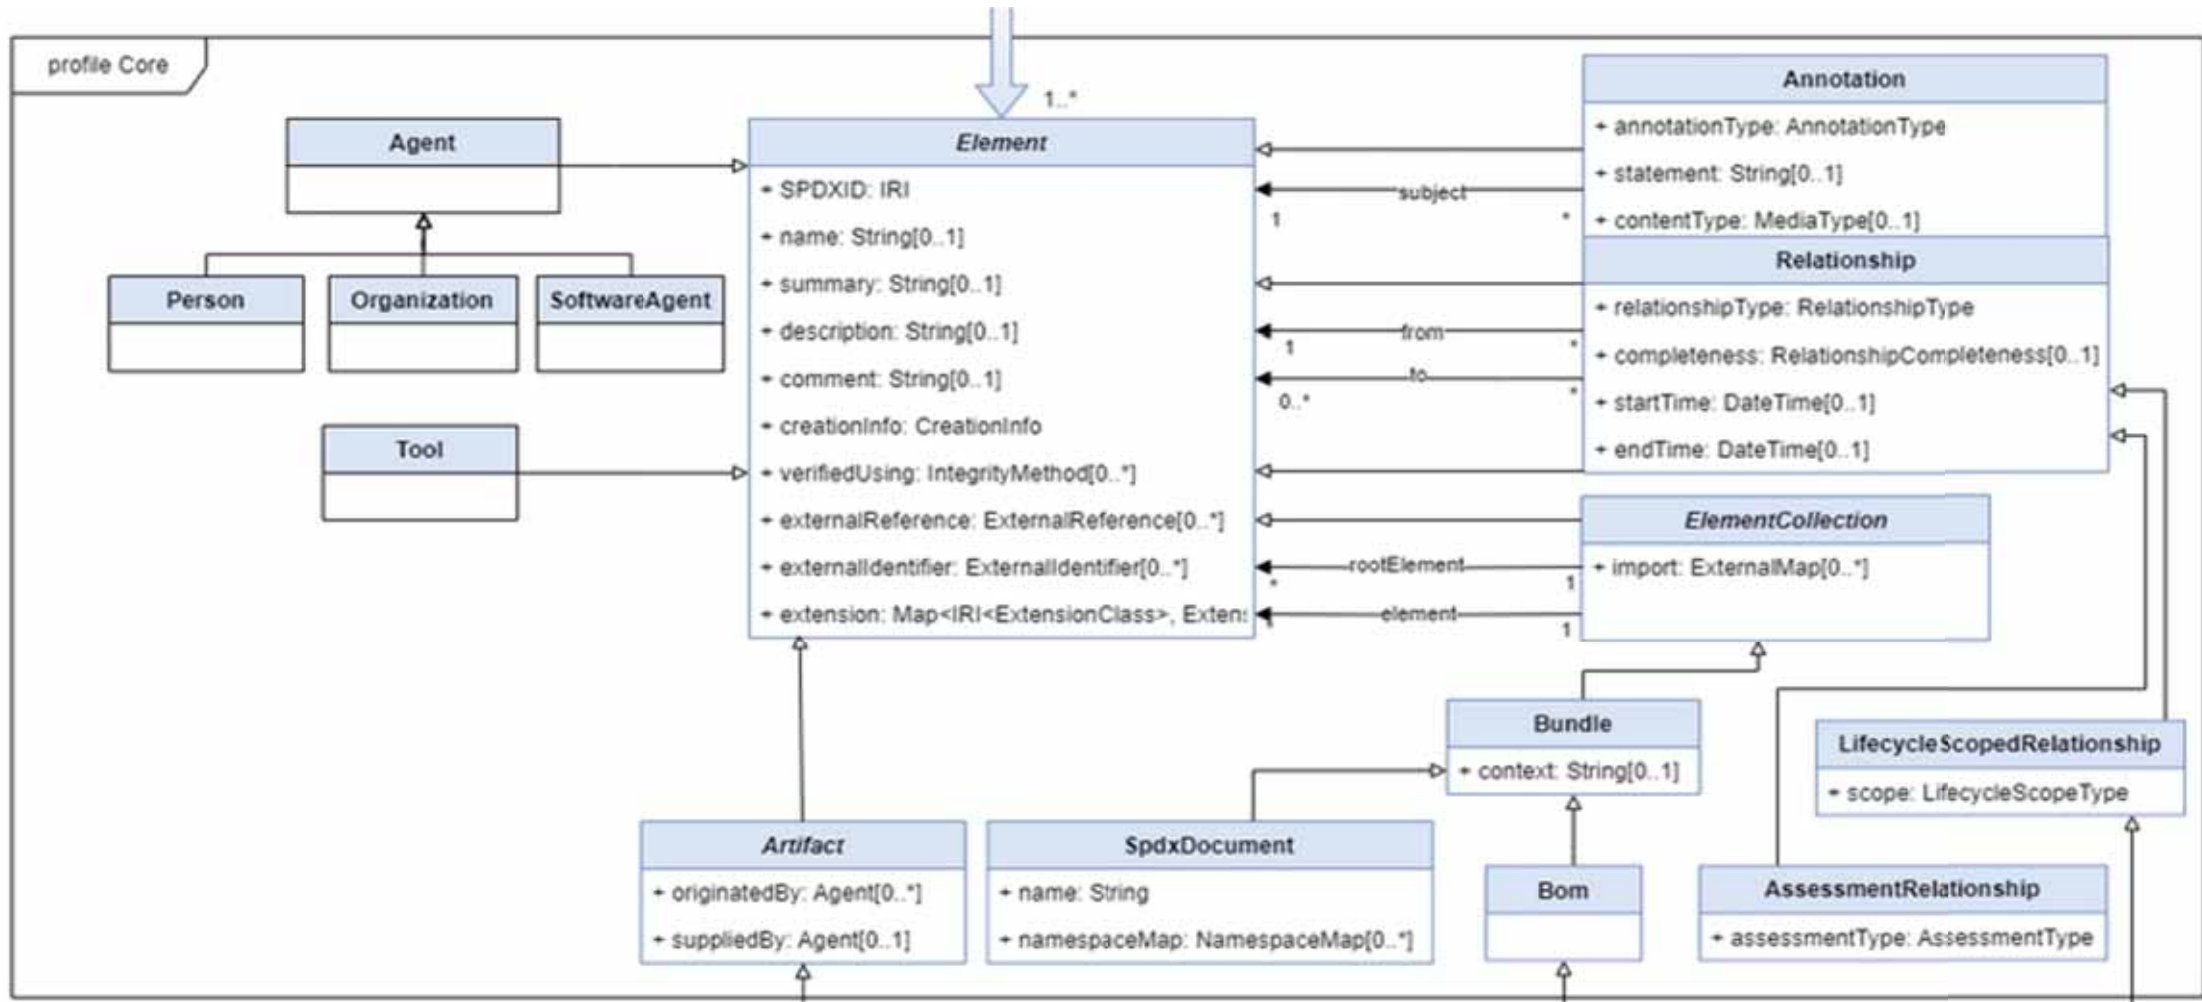 profile Core
1..*
Agent
Person
Organization
SoftwareAgent
Tool
Element
+ SPDXID: IRI
+ name: String[0..1]
+ summary: String[0..1]
+ description: String[0..1]
+ comment: String[0..1]
+ creationInfo: CreationInfo
+ verifiedUsing: IntegrityMethod[0..*]
+ externalReference: ExternalReference[0..*]
+ externalIdentifier: ExternalIdentifier[0..*]
+ extension: Map<IRI<ExtensionClass>, Extens
subject
1
*
from
1
*
to
0..*
*
rootElement
*
1
element
*
1
Annotation
+ annotationType: AnnotationType
+ statement: String[0..1]
+ contentType: MediaType[0..1]
Relationship
+ relationshipType: RelationshipType
+ completeness: RelationshipCompleteness[0..1]
+ startTime: DateTime[0..1]
+ endTime: DateTime[0..1]
ElementCollection
+ import: ExternalMap[0..*]
Bundle
+ context: String[0..1]
LifecycleScopedRelationship
+ scope: LifecycleScopeType
Artifact
+ originatedBy: Agent[0..*]
+ suppliedBy: Agent[0..1]
SpdxDocument
+ name: String
+ namespaceMap: NamespaceMap[0..*]
Bom
AssessmentRelationship
+ assessmentType: AssessmentType